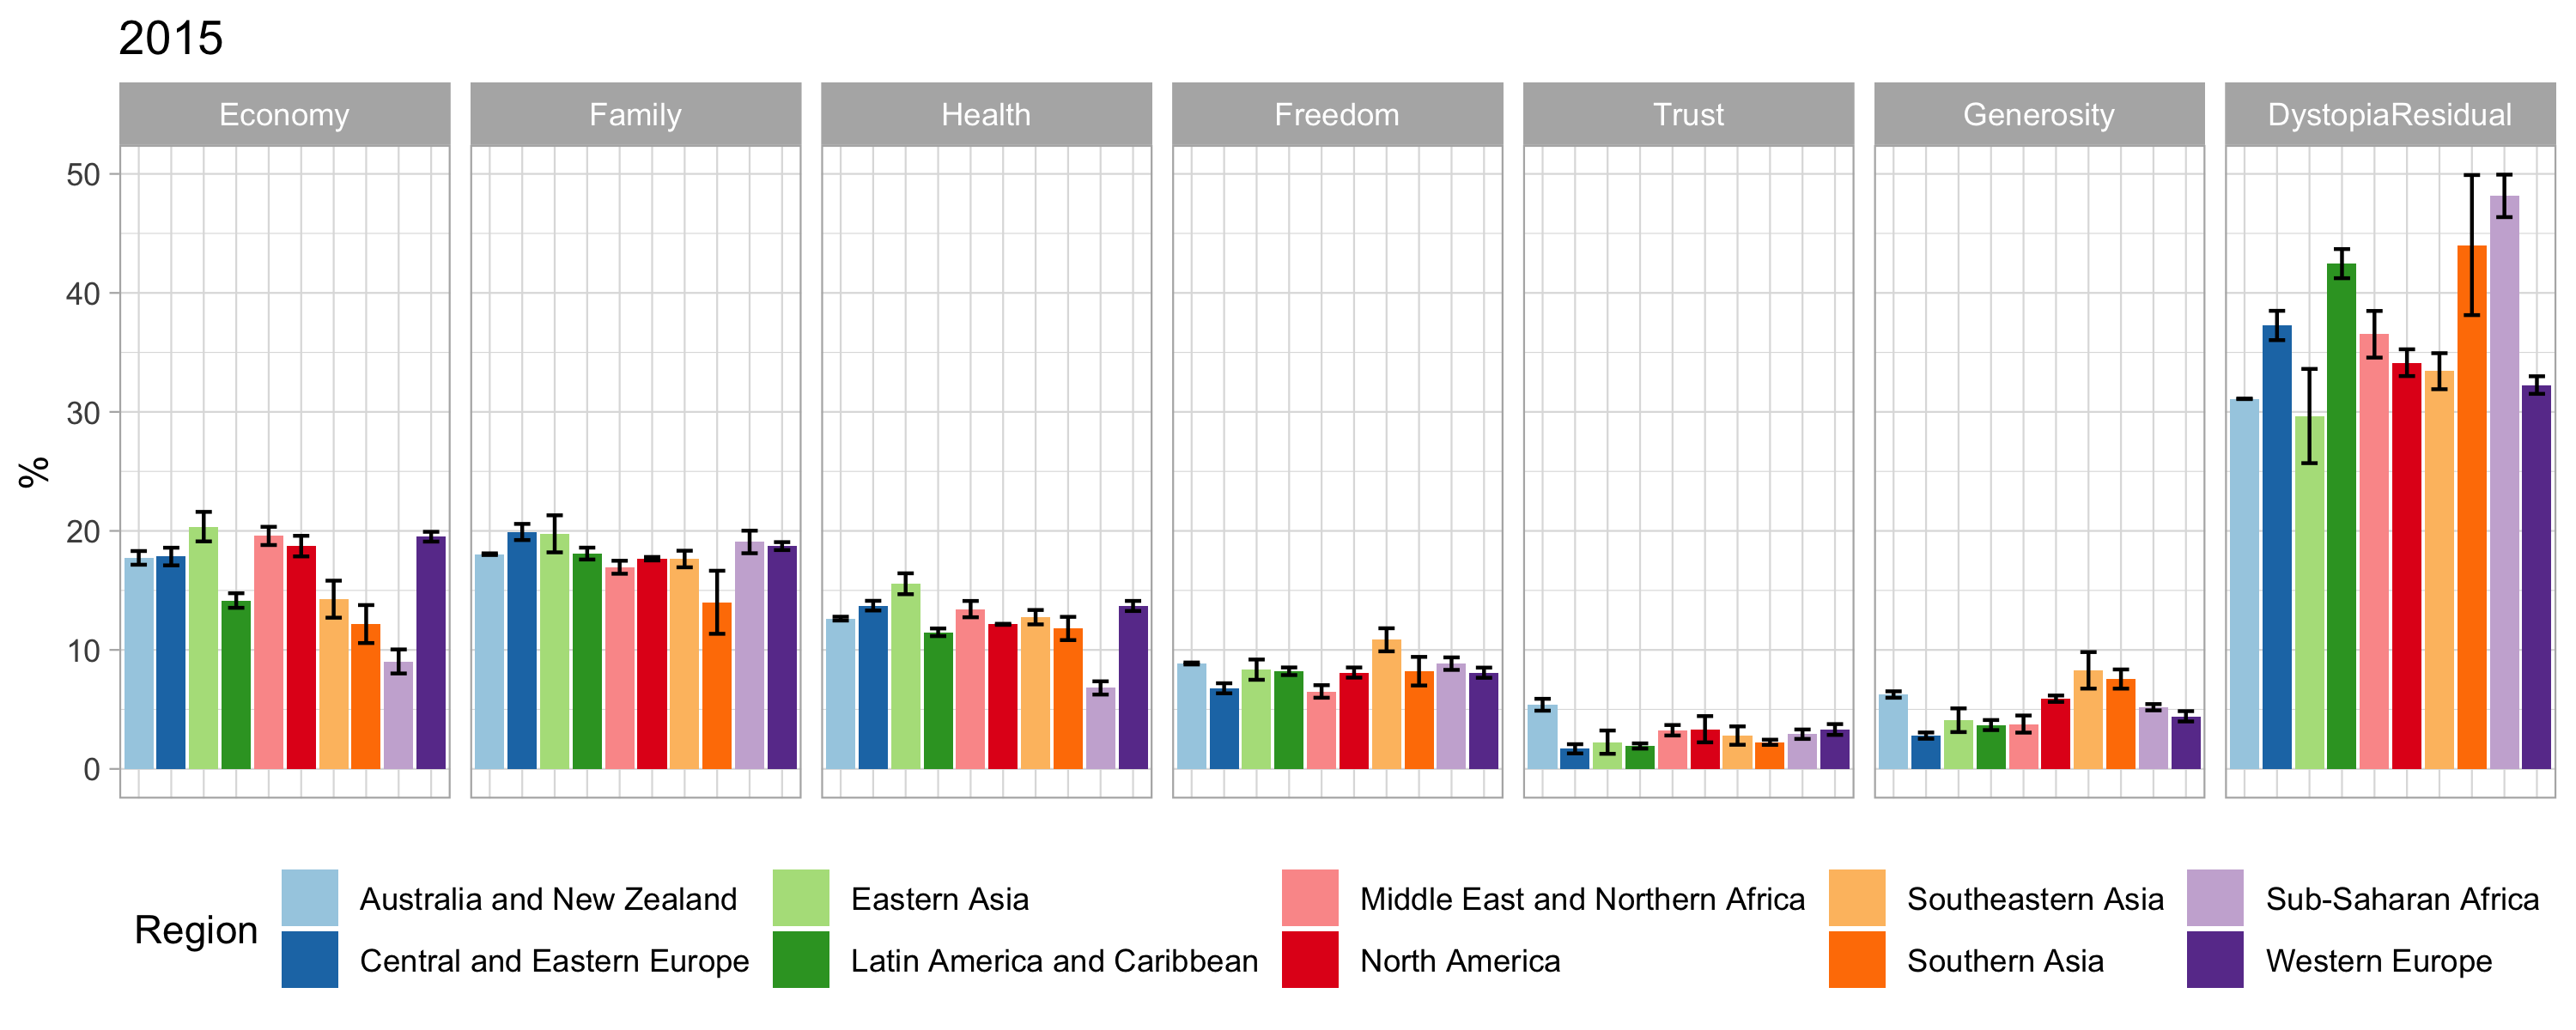 2015
Economy Family Health Freedom Trust Generosity DystopiaResidual
50
40
30
20
10
0
%
Region
Australia and New Zealand Eastern Asia Middle East and Northern Africa Southeastern Asia Sub-Saharan Africa
Central and Eastern Europe Latin America and Caribbean North America Southern Asia Western Europe